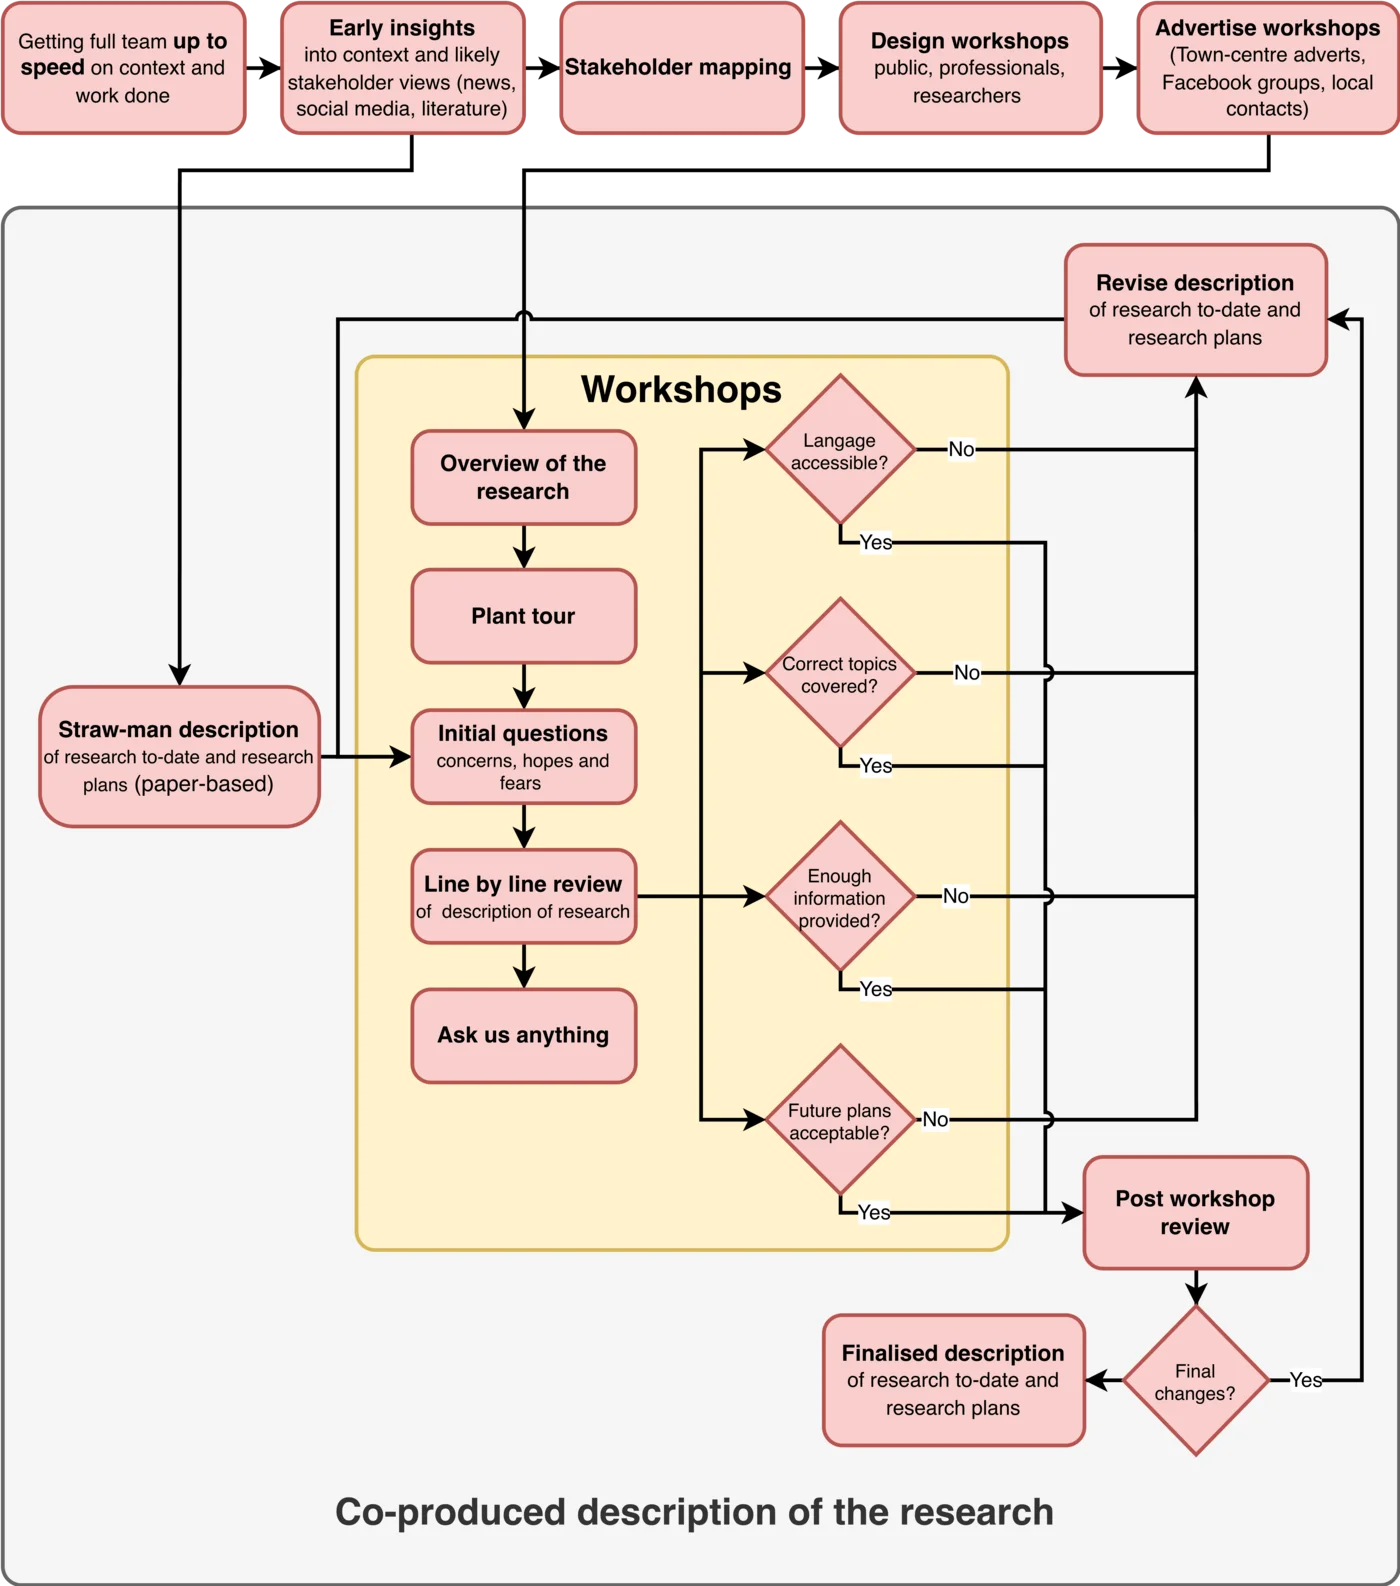 Getting full team up to
speed on context and
work done
Early insights
into context and likely
stakeholder views (news,
social media, literature)
Stakeholder mapping
Design workshops
public, professionals,
researchers
Advertise workshops
(Town-centre adverts,
Facebook groups, local
contacts)
Revise description
of research to-date and
research plans
Workshops
Overview of the
research
Plant tour
Straw-man description
of research to-date and research
plans (paper-based)
Initial questions
concerns, hopes and
fears
Line by line review
of description of research
Ask us anything
Langage
accessible?
No
Yes
Correct topics
covered?
No
Yes
Enough
information
provided?
No
Yes
Future plans
acceptable?
No
Yes
Post workshop
review
Final
changes?
Yes
Finalised description
of research to-date and
research plans
Co-produced description of the research